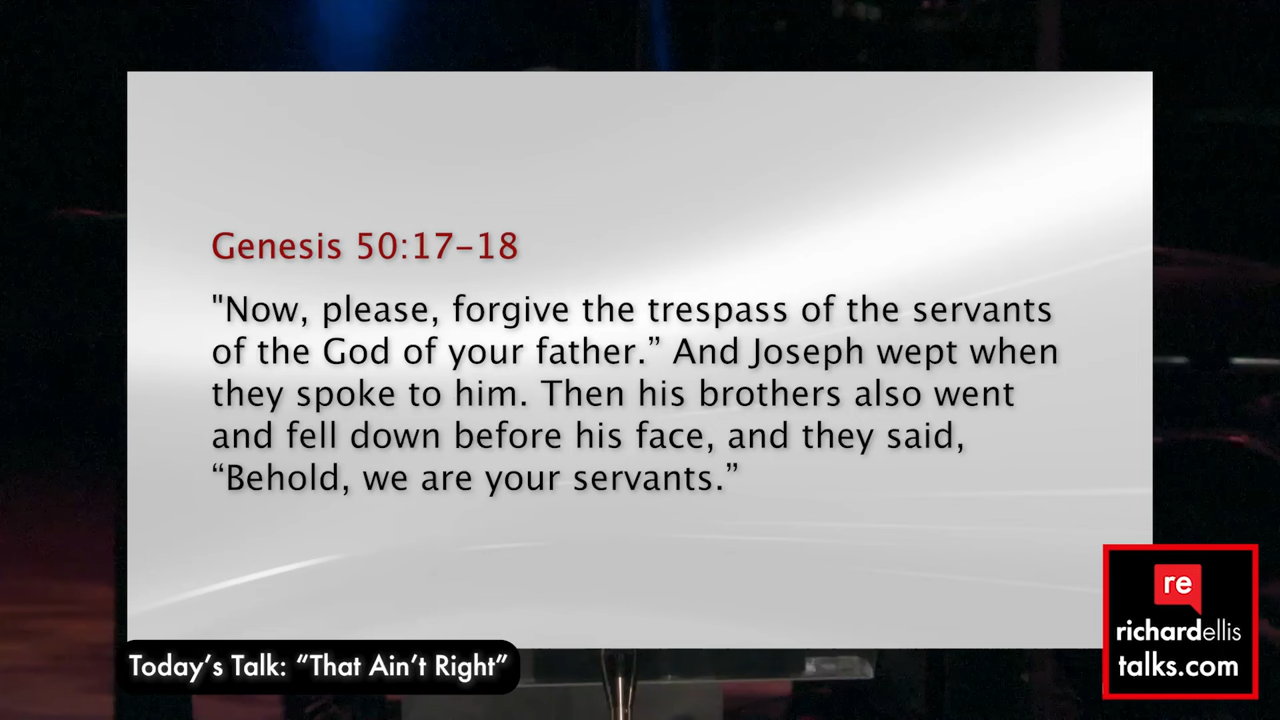 Genesis 50:17–18
"Now, please, forgive the trespass of the servants
of the God of your father.” And Joseph wept when
they spoke to him. Then his brothers also went
and fell down before his face, and they said,
“Behold, we are your servants.”
Today’s Talk: “That Ain’t Right”
re
richardellis
talks.com